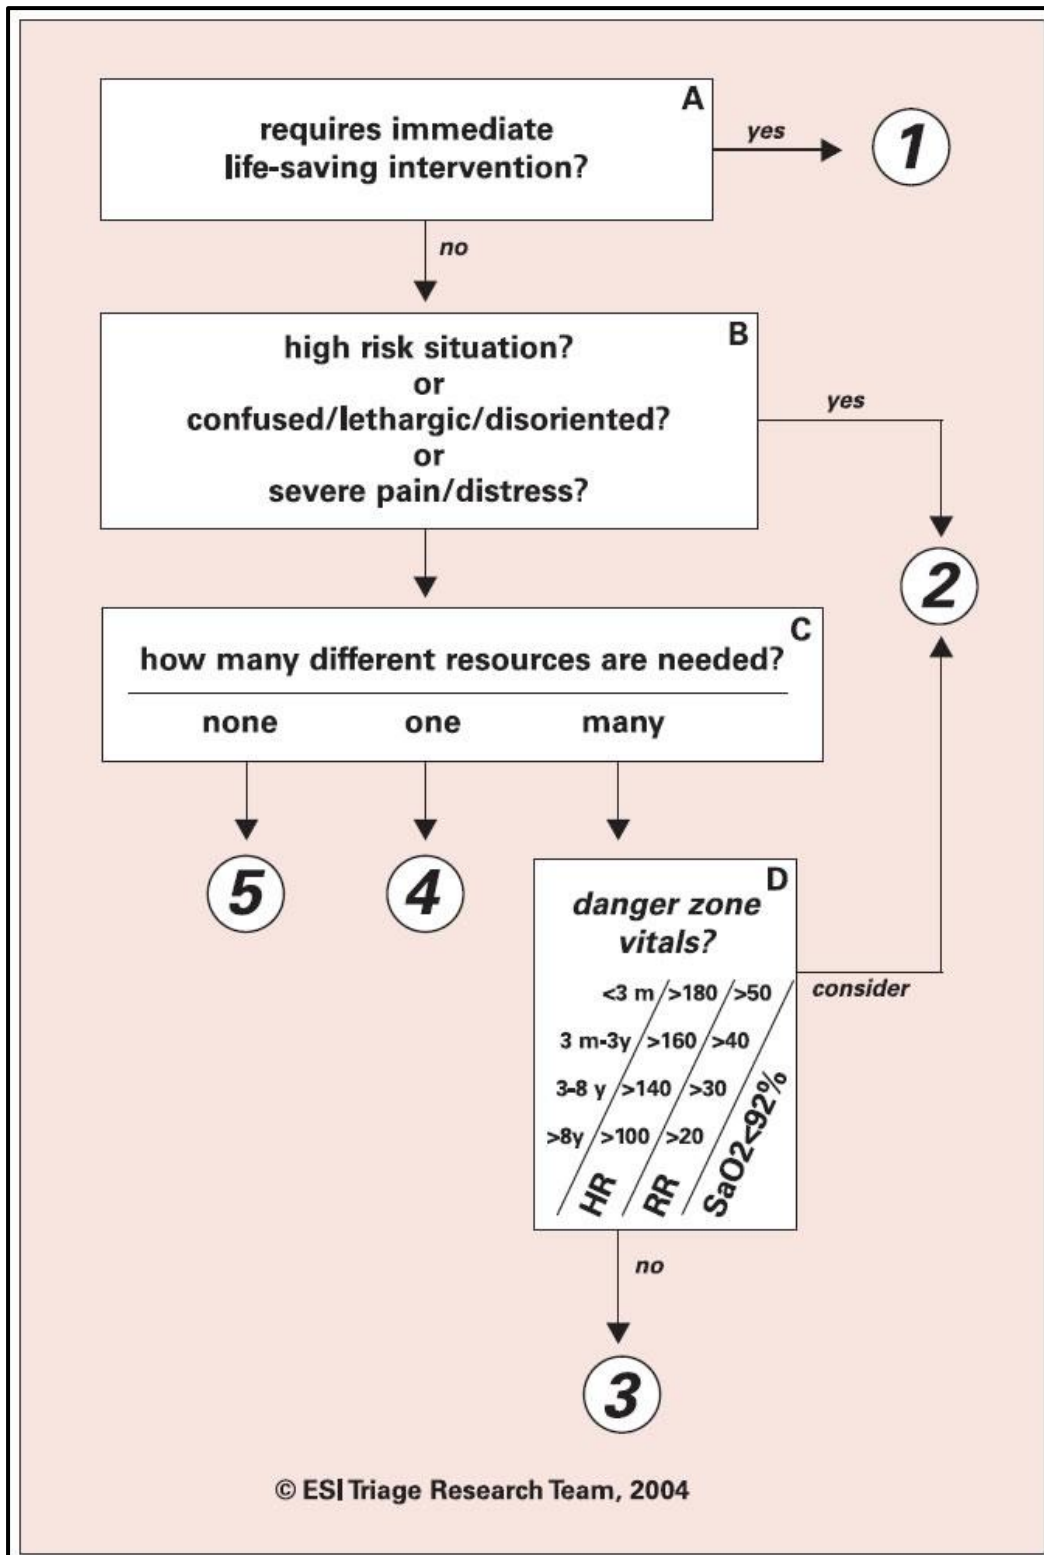 A
requires immediate
life-saving intervention?
yes
1
no
B
high risk situation?
or
confused/lethargic/disoriented?
or
severe pain/distress?
yes
2
C
how many different resources are needed?
none one many
5
4
D
danger zone
vitals?
<3 m >180 >50
3 m-3y >160 >40
3-8 y >140 >30
>8y >100 >20
HR RR SaO2<92%
consider
no
3
© ESI Triage Research Team, 2004